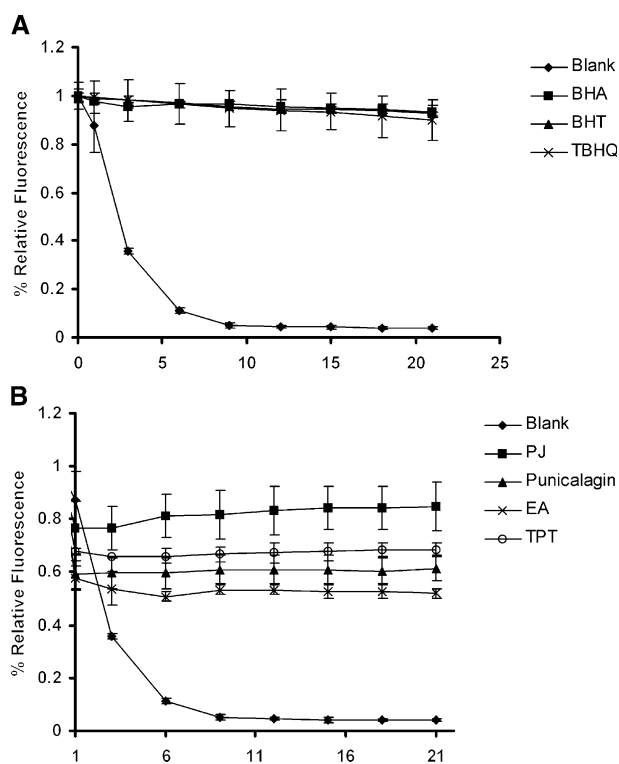 A
1.2
1
0.8
0.6
0.4
0.2
0
% Relative Fluorescence
0 5 10 15 20 25
Blank
BHA
BHT
TBHQ
B
1.2
1
0.8
0.6
0.4
0.2
0
% Relative Fluorescence
1 6 11 16 21
Blank
PJ
Punicalagin
EA
TPT